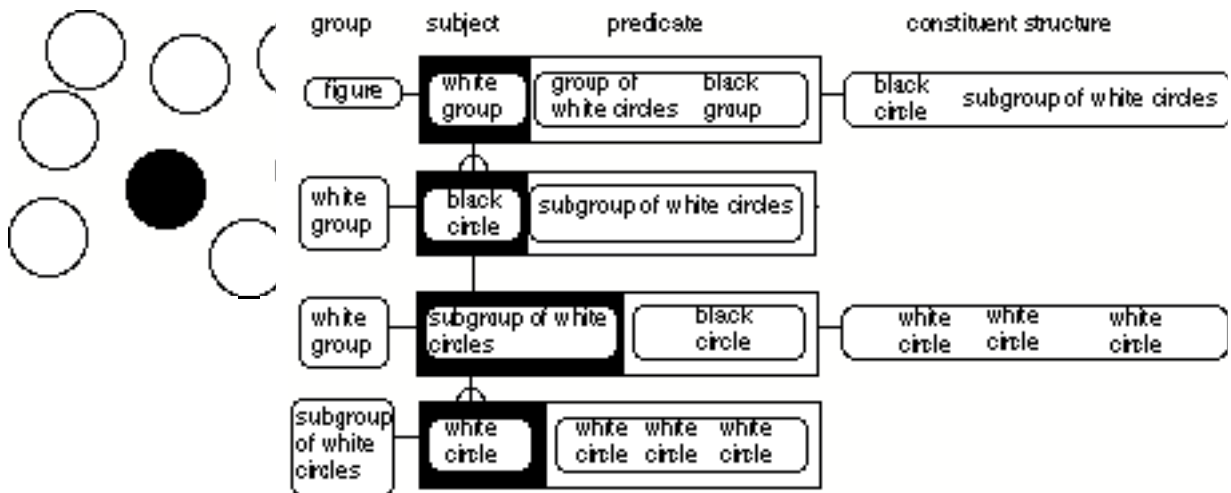 group subject predicate constituent structure
figure
white
group
group of black
white circles group
black
circle subgroup of white circles
white
group
black
circle
subgroup of white circles
white
group
subgroup of white
circles
black
circle
white white white
circle circle circle
subgroup
of white
circles
white
circle
white white white
circle circle circle